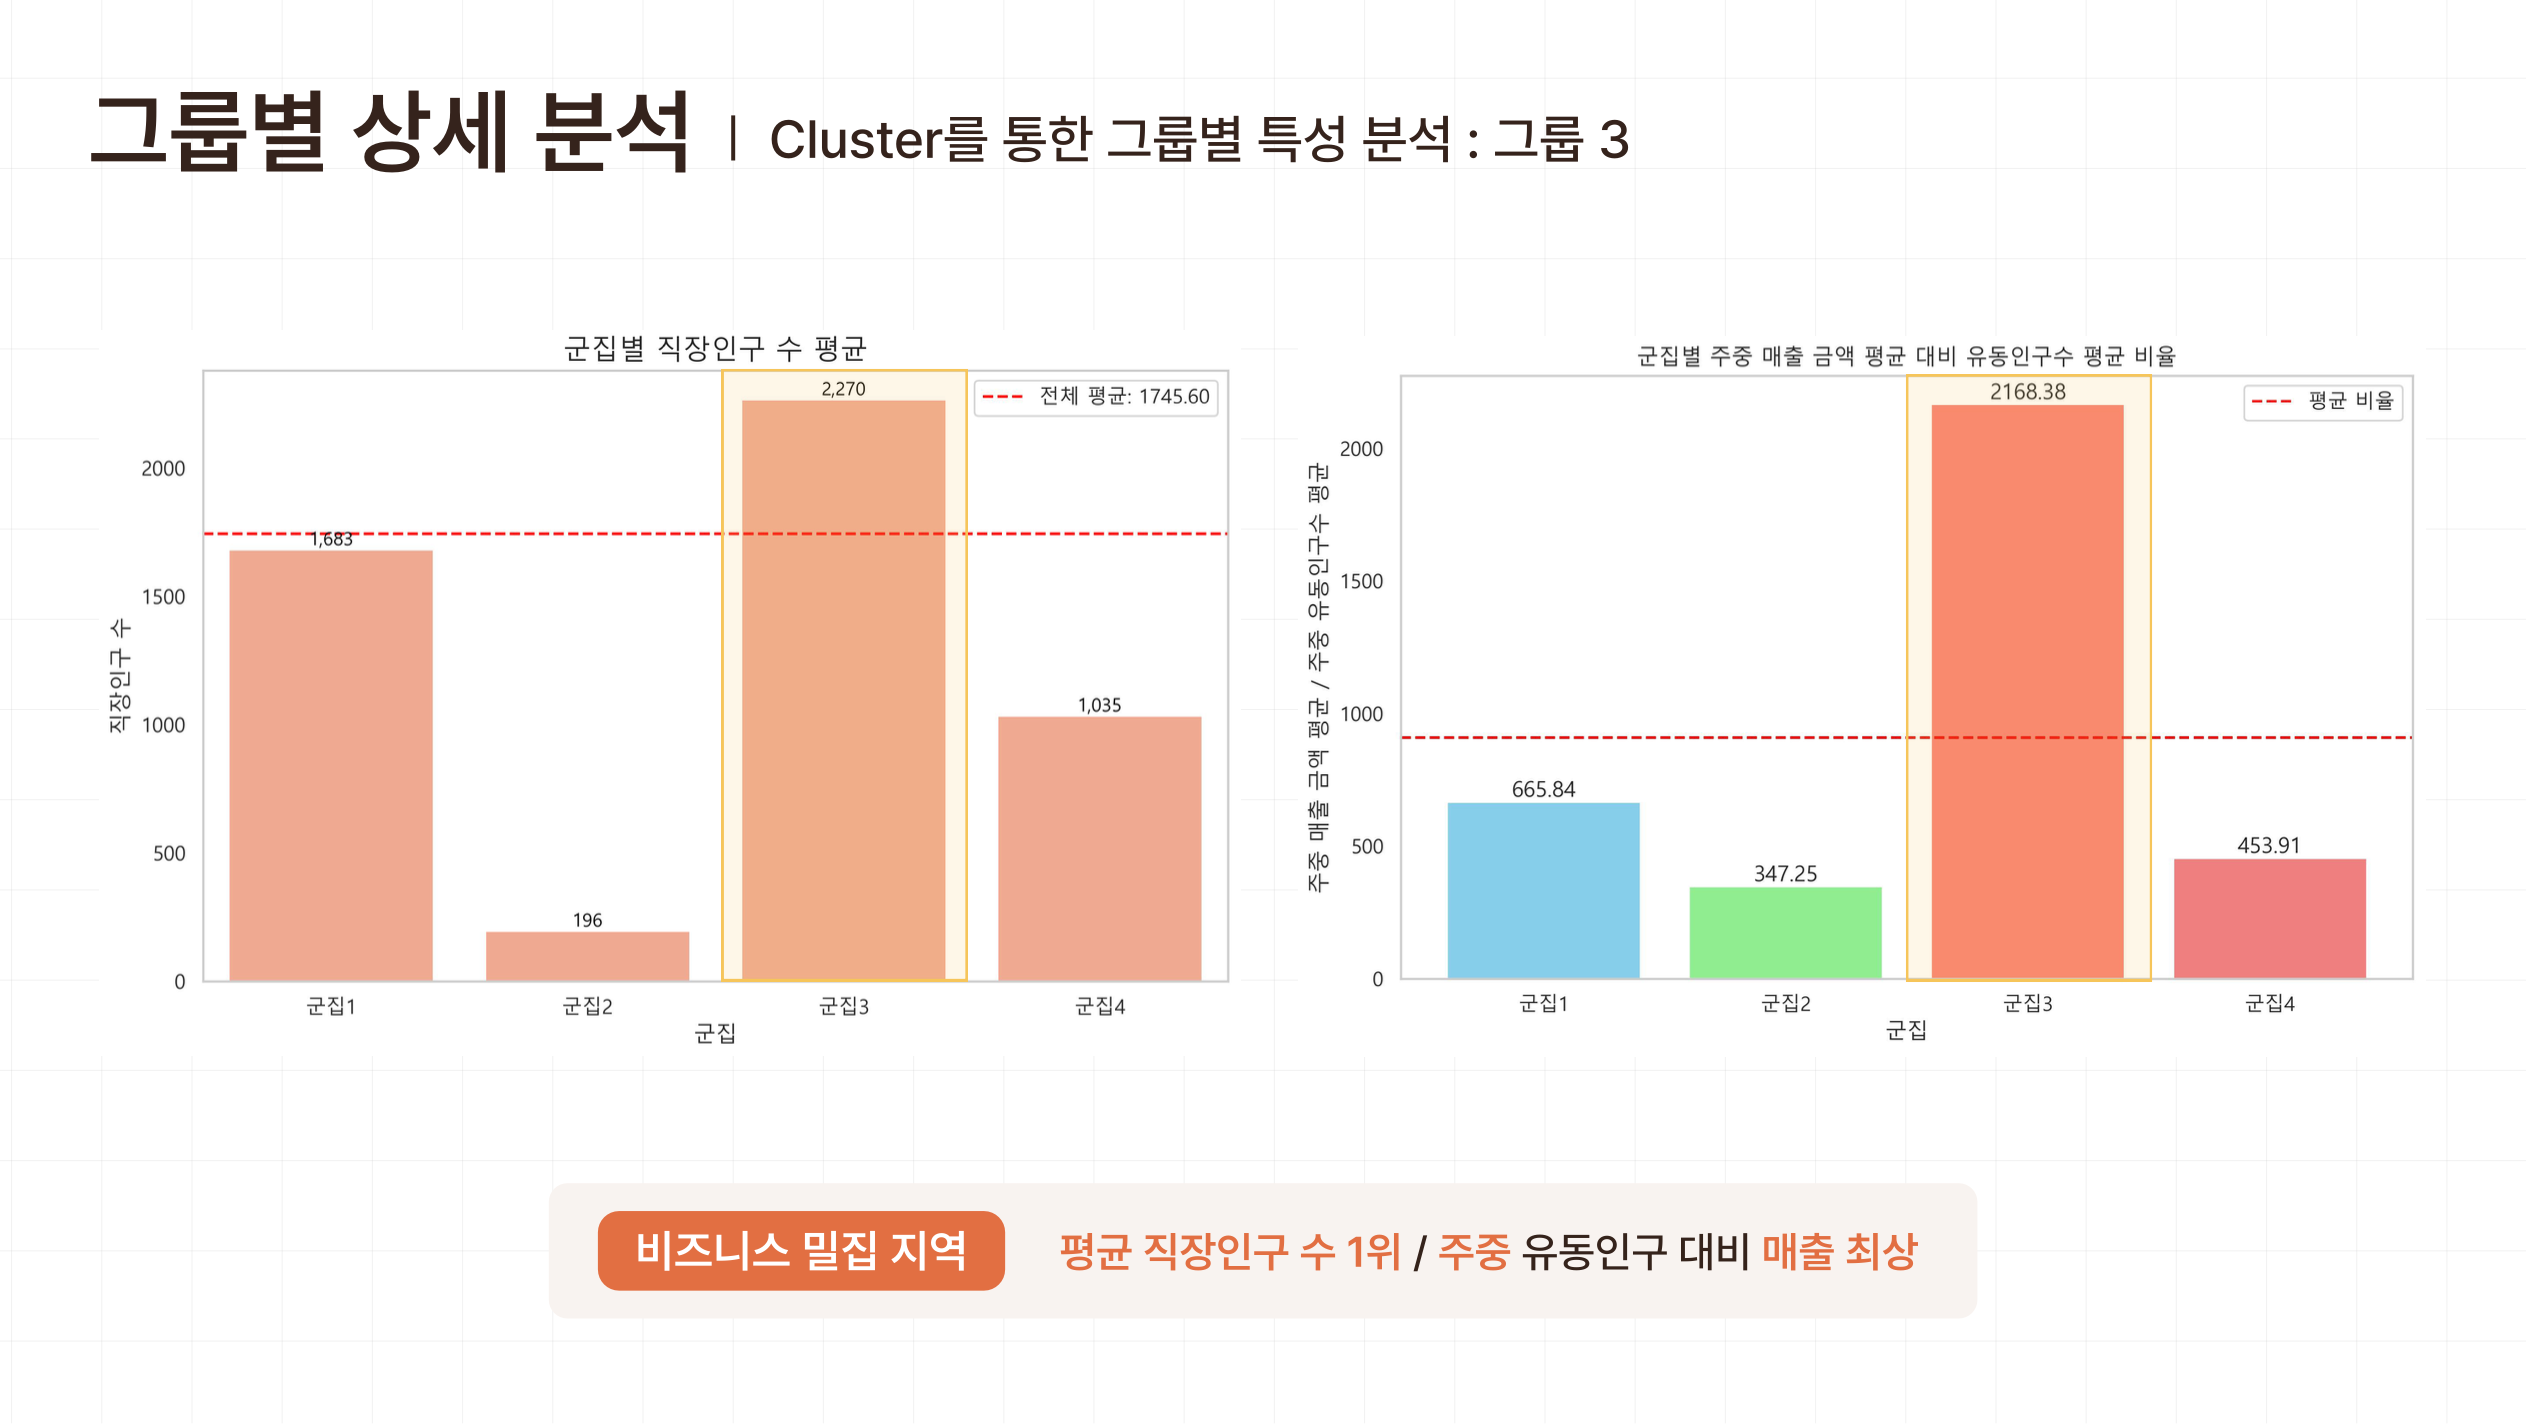 그룹별 상세 분석 | Cluster를 통한 그룹별 특성 분석 : 그룹 3
군집별 직장인구 수 평균
전체 평균: 1745.60
직장인구 수
2000
1500
1000
500
0
1,683
196
2,270
1,035
군집1
군집2
군집3
군집4
군집
군집별 주중 매출 금액 평균 대비 유동인구수 평균 비율
평균 비율
주중 매출 금액 평균 / 주중 유동인구수 평균
2000
1500
1000
500
0
665.84
347.25
2168.38
453.91
군집1
군집2
군집3
군집4
군집
비즈니스 밀집 지역
평균 직장인구 수 1위 / 주중 유동인구 대비 매출 최상